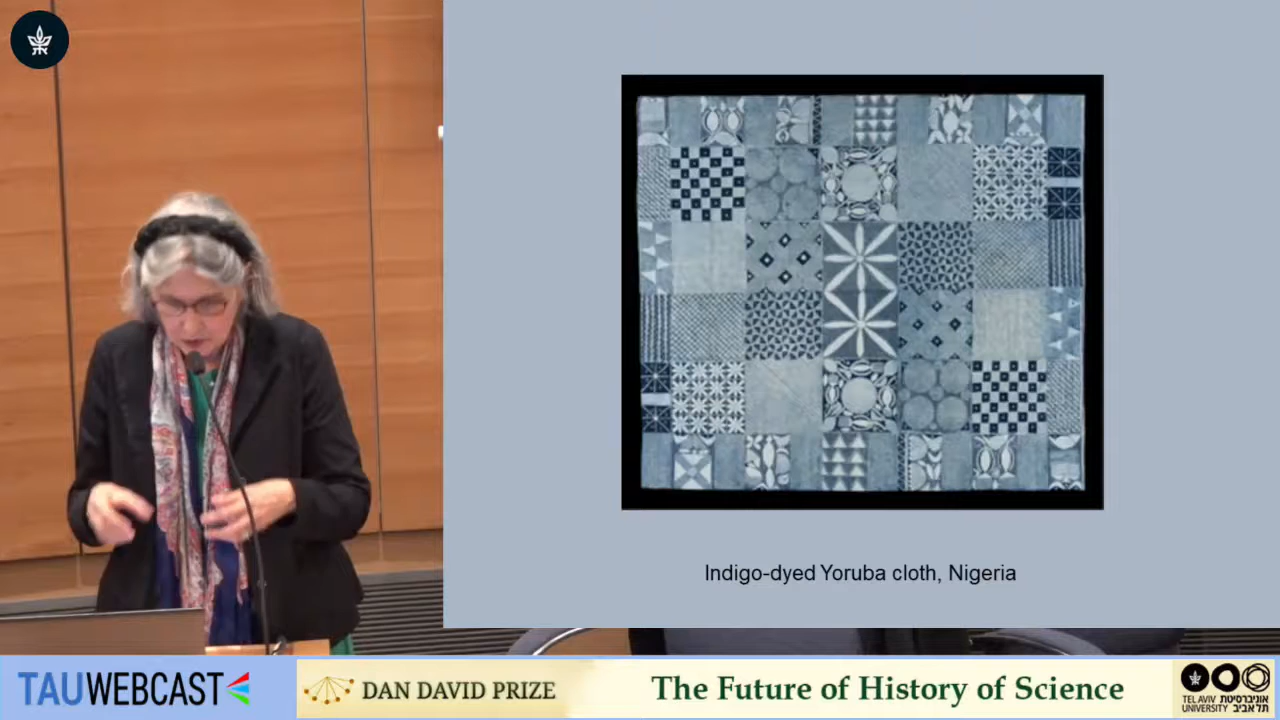 Indigo-dyed Yoruba cloth, Nigeria
TAUWEBCAST
DAN DAVID PRIZE
The Future of History of Science
TEL AVIV אוניברסיטת
UNIVERSITY תל אביב